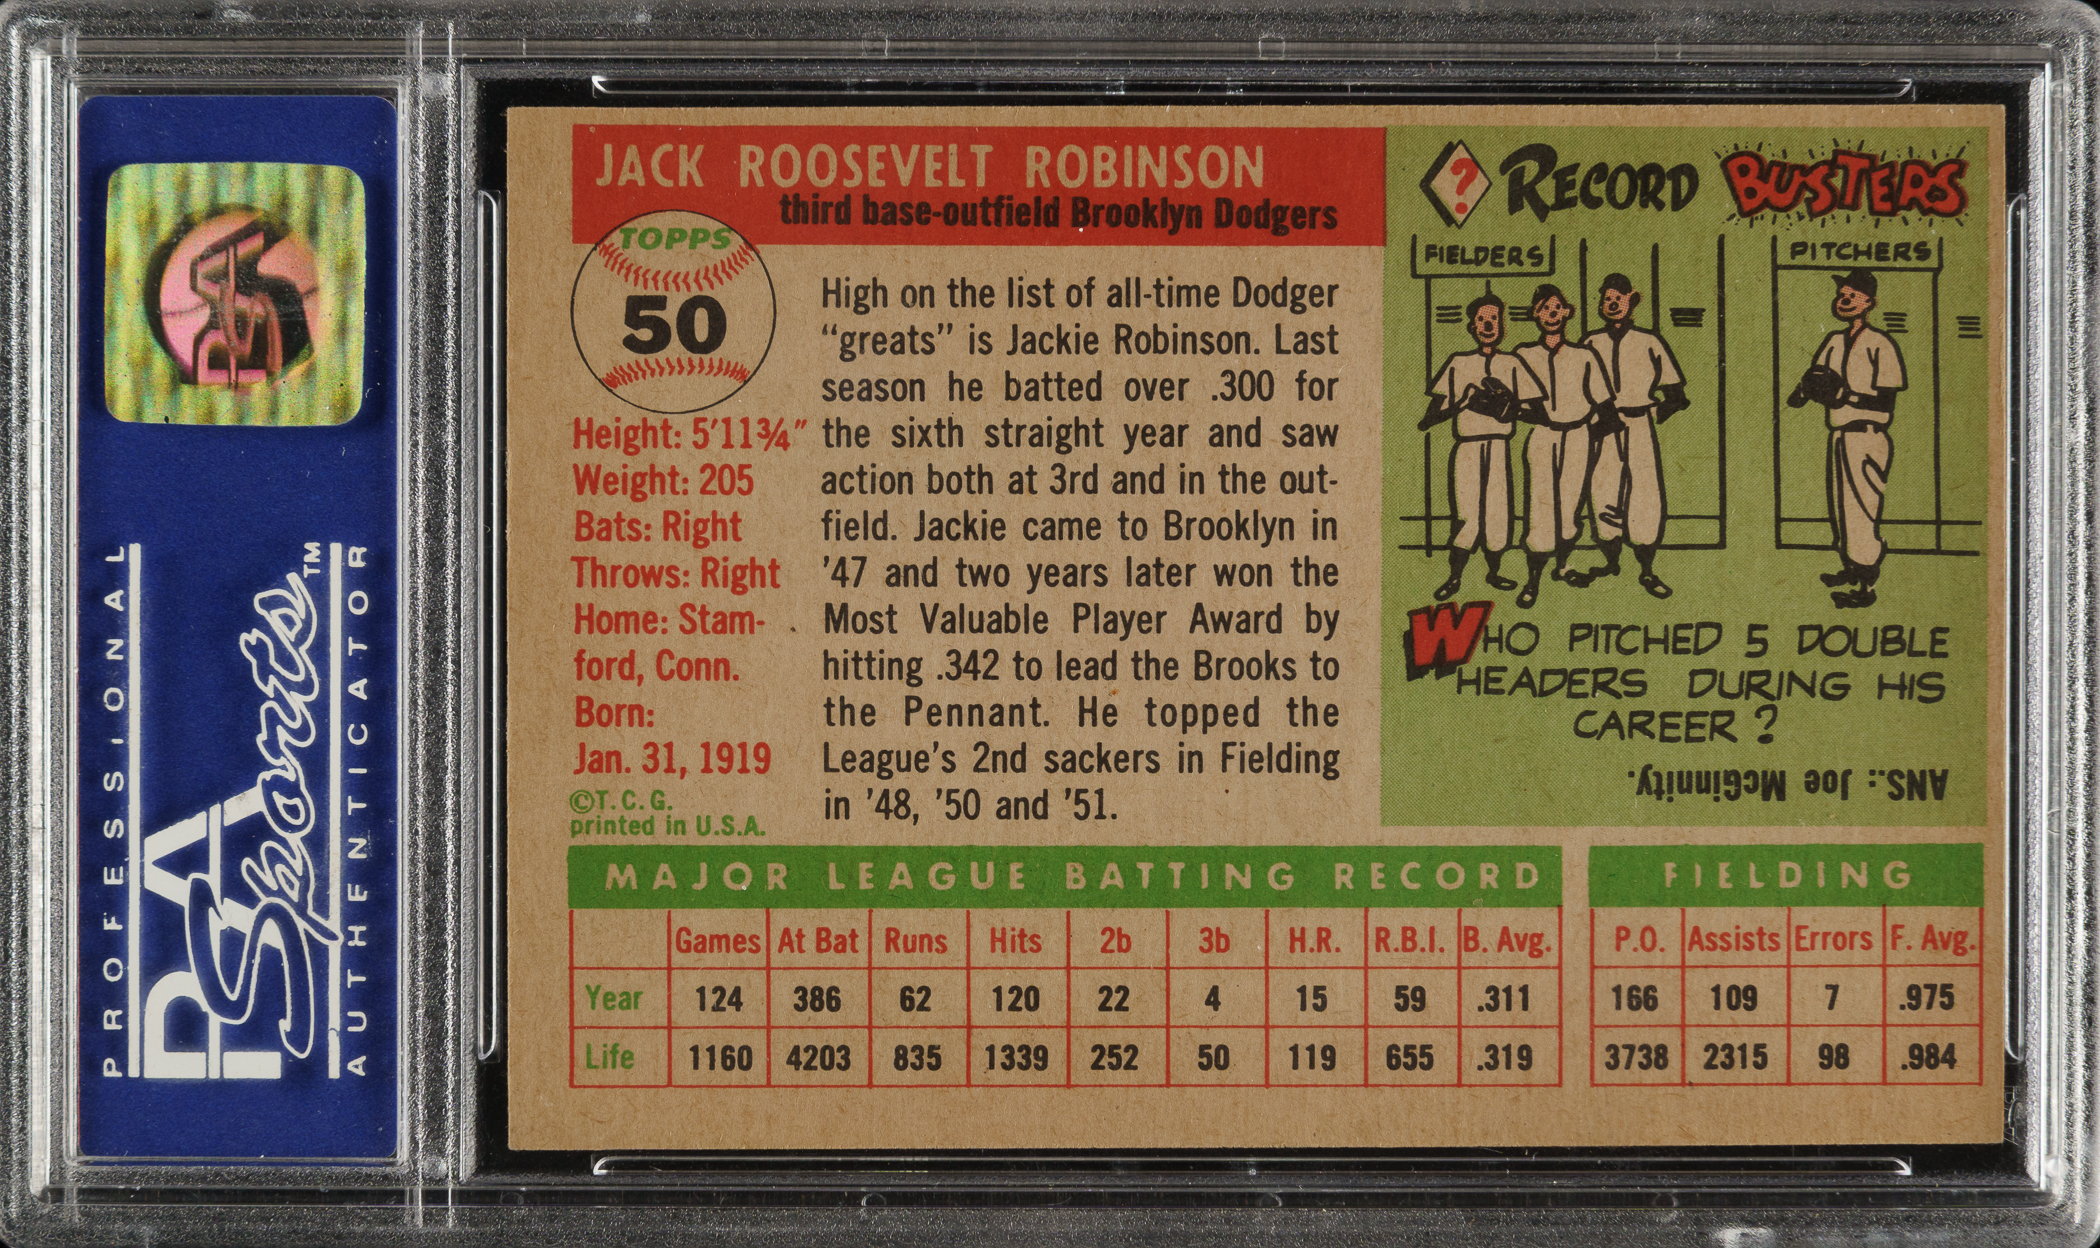 PROFESSIONAL
PSA
Sports™
AUTHENTICATOR
JACK ROOSEVELT ROBINSON
third base-outfield Brooklyn Dodgers
TOPPS
50
Height: 5'11¾"
Weight: 205
Bats: Right
Throws: Right
Home: Stam-
ford, Conn.
Born:
Jan. 31, 1919
©T.C.G.
printed in U.S.A.
High on the list of all-time Dodger
“greats” is Jackie Robinson. Last
season he batted over .300 for
the sixth straight year and saw
action both at 3rd and in the out-
field. Jackie came to Brooklyn in
'47 and two years later won the
Most Valuable Player Award by
hitting .342 to lead the Brooks to
the Pennant. He topped the
League's 2nd sackers in Fielding
in '48, '50 and '51.
? RECORD BUSTERS
FIELDERS
PITCHERS
WHO PITCHED 5 DOUBLE
HEADERS DURING HIS
CAREER?
ANS.: Joe McGinnity.
MAJOR LEAGUE BATTING RECORD
Games At Bat Runs Hits 2b 3b H.R. R.B.I. B. Avg.
Year 124 386 62 120 22 4 15 59 .311
Life 1160 4203 835 1339 252 50 119 655 .319
FIELDING
P.O. Assists Errors F. Avg.
166 109 7 .975
3738 2315 98 .984